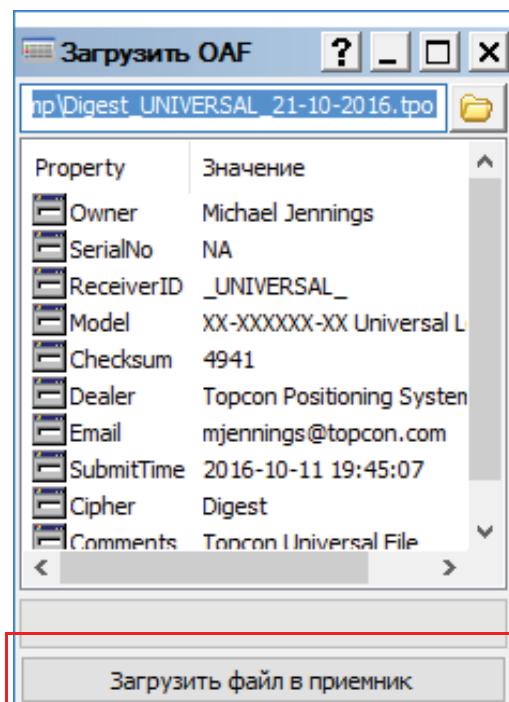 Загрузить OAF
mp\Digest_UNIVERSAL_21-10-2016.tpo
Property Значение
Owner Michael Jennings
SerialNo NA
ReceiverID _UNIVERSAL_
Model XX-XXXXXX-XX Universal L
Checksum 4941
Dealer Topcon Positioning System
Email mjennings@topcon.com
SubmitTime 2016-10-11 19:45:07
Cipher Digest
Comments Topcon Universal File
Загрузить файл в приемник